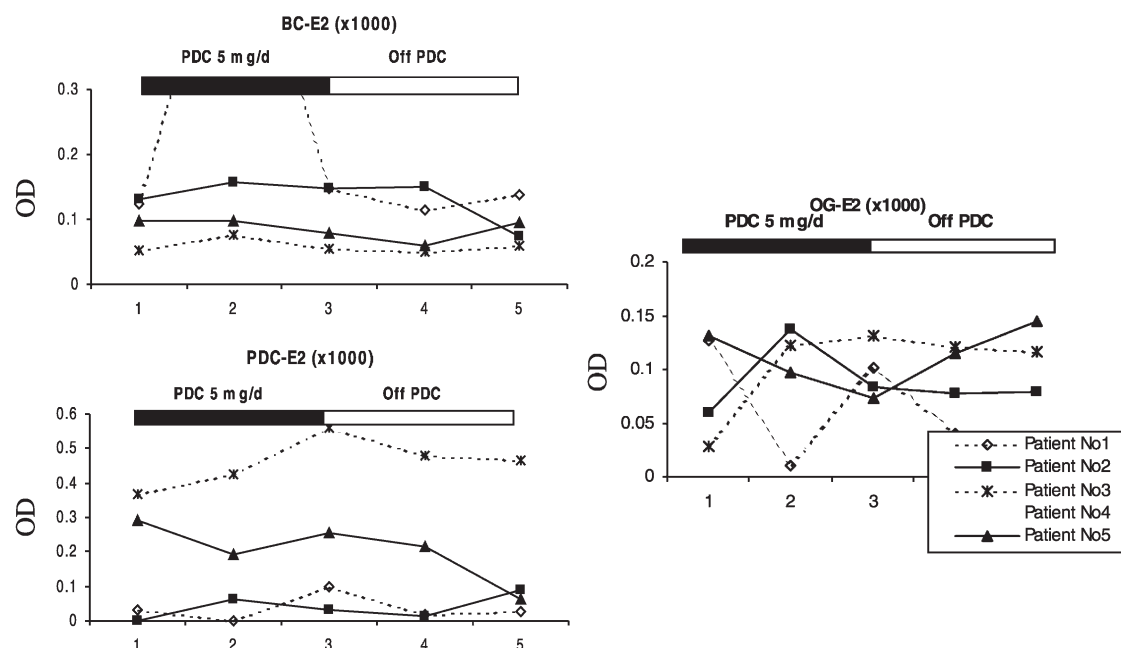 BC-E2 (x1000)
PDC 5 mg/d Off PDC
0.3
0.2
OD
0.1
0
1 2 3 4 5
PDC-E2 (x1000)
PDC 5 mg/d Off PDC
0.6
0.5
0.4
OD
0.3
0.2
0.1
0
1 2 3 4 5
OG-E2 (x1000)
PDC 5 mg/d Off PDC
0.2
0.15
OD
0.1
0.05
0
1 2 3
Patient No1
Patient No2
Patient No3
Patient No4
Patient No5